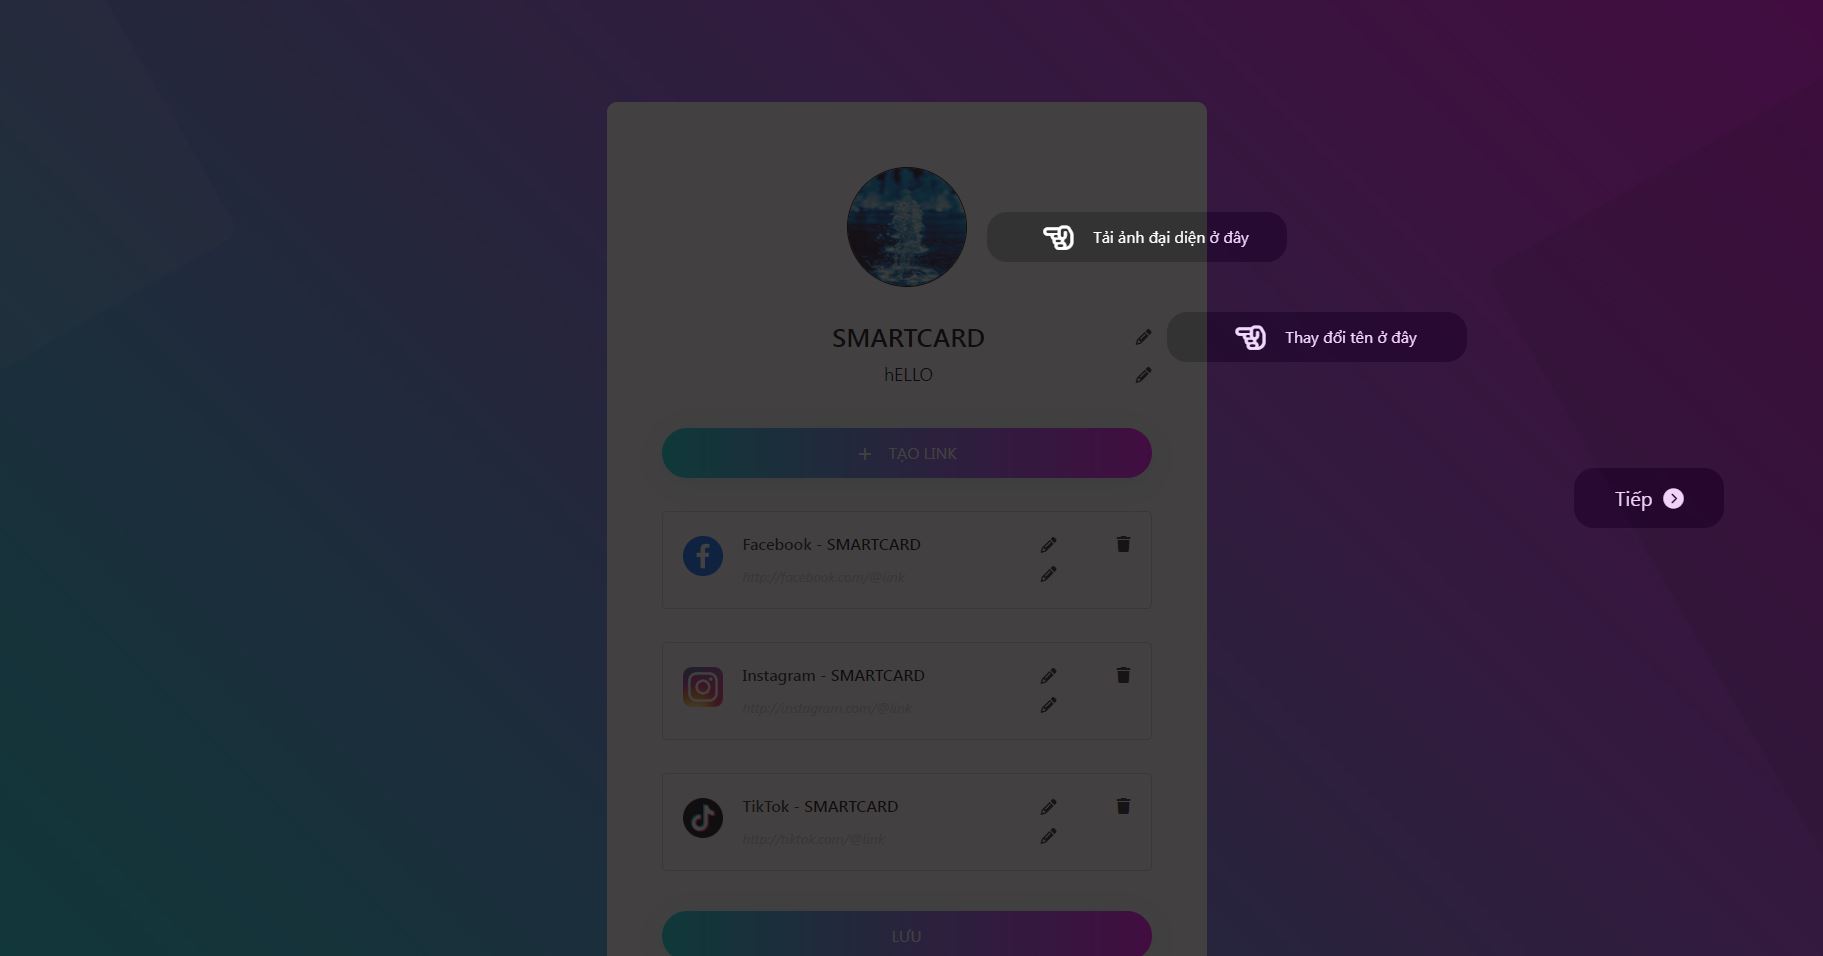 Tải ảnh đại diện ở đây
SMARTCARD
Thay đổi tên ở đây
hELLO
TẠO LINK
Tiếp
Facebook - SMARTCARD
http://facebook.com/@link
Instagram - SMARTCARD
http://instagram.com/@link
TikTok - SMARTCARD
http://tiktok.com/@link
LƯU